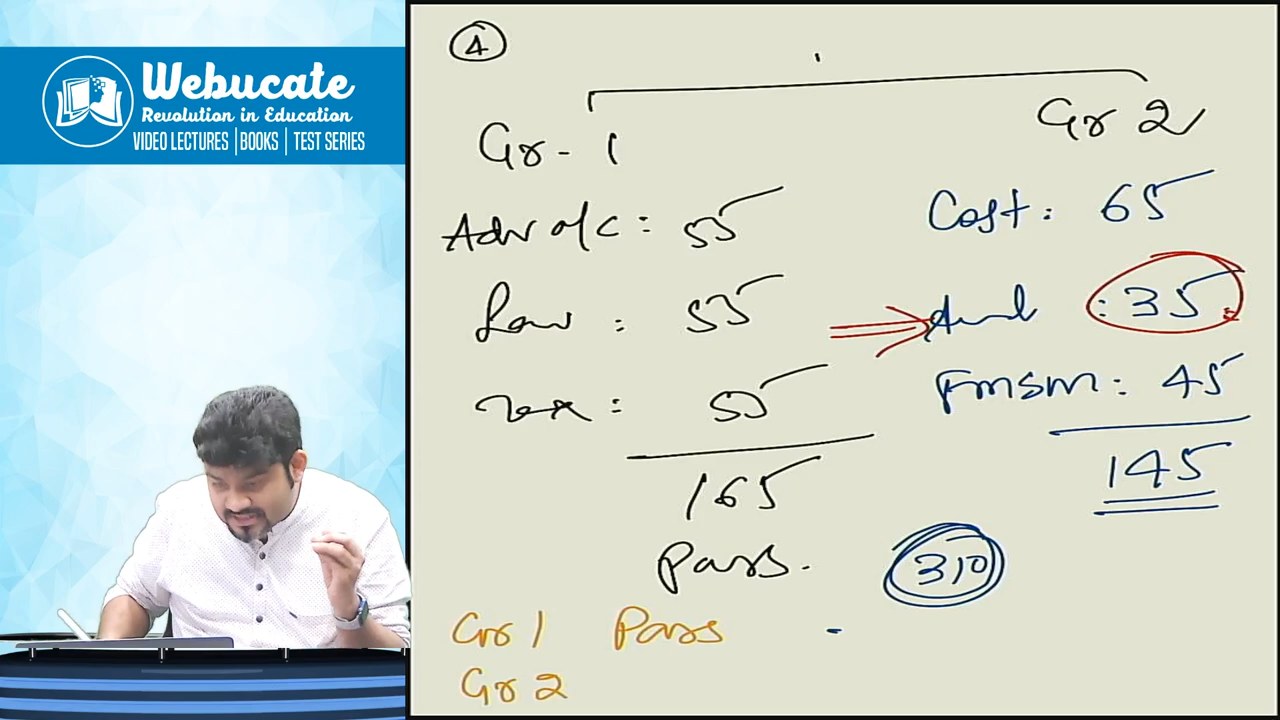 Webucate
Revolution in Education
VIDEO LECTURES | BOOKS | TEST SERIES
4
Gr - 1
Adv a/c : 55
Law : 55
Tax : 55
165
Pass.
Gr 2
Cost : 65
Aud : 35
FMSM : 45
145
310
Gr 1 Pass
Gr 2